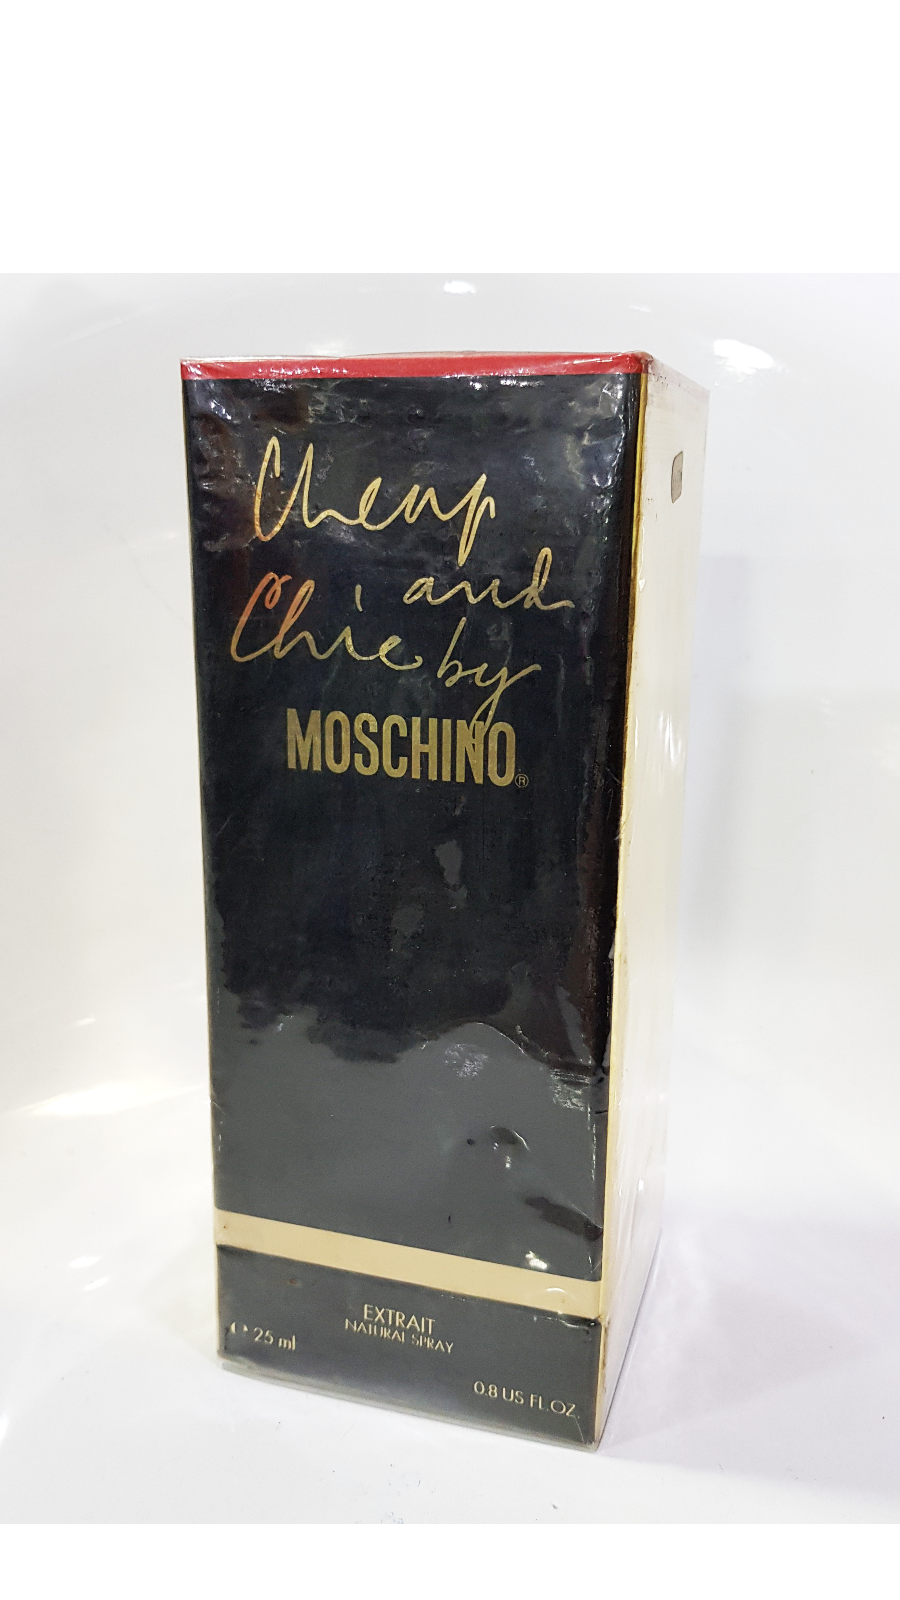 Cheap
and
Chic by
MOSCHINO®
EXTRAIT
NATURAL SPRAY
25 ml
0.8 US FL.OZ.